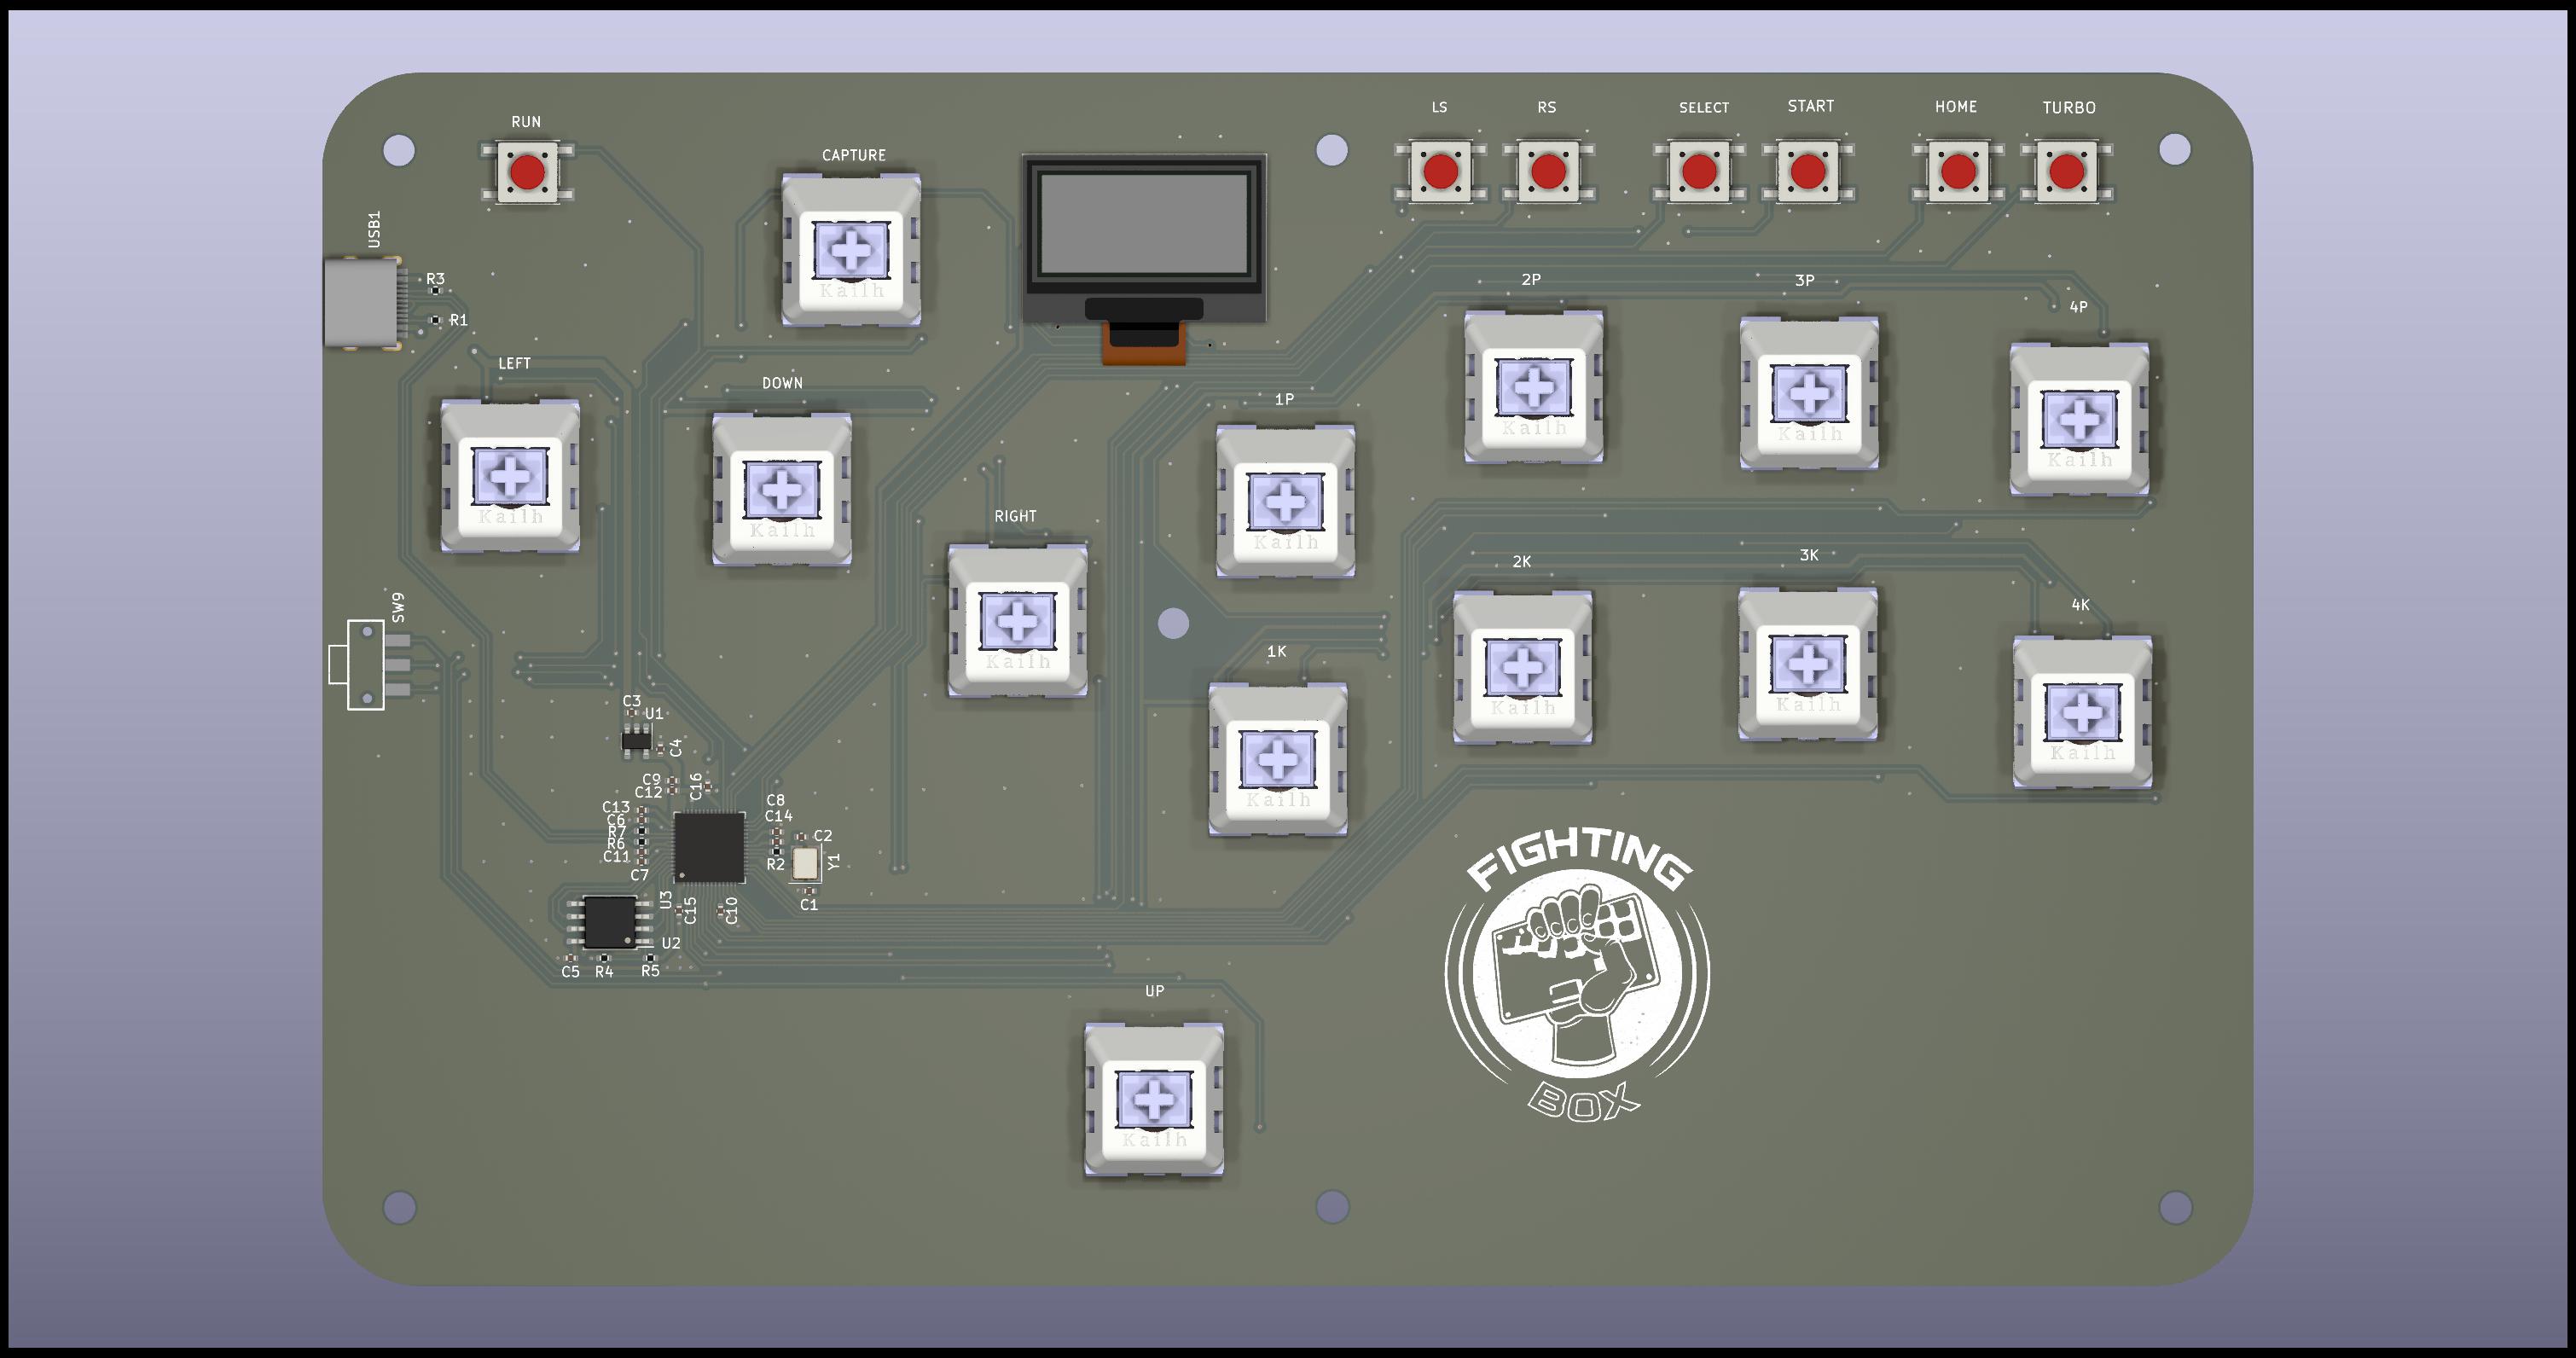 LS
RS
SELECT
START
HOME
TURBO
RUN
CAPTURE
USB1
R3
R1
2P
3P
4P
LEFT
DOWN
1P
RIGHT
2K
3K
4K
1K
SW9
Kailh
Kailh
Kailh
Kailh
Kailh
Kailh
Kailh
Kailh
Kailh
Kailh
Kailh
Kailh
Kailh
C3
U1
C4
C9
C12
C16
C13
C6
R7
R6
C11
C7
C8
C14
R2
C2
Y1
C1
U3
C15
C10
U2
C5
R4
R5
UP
FIGHTING
BOX